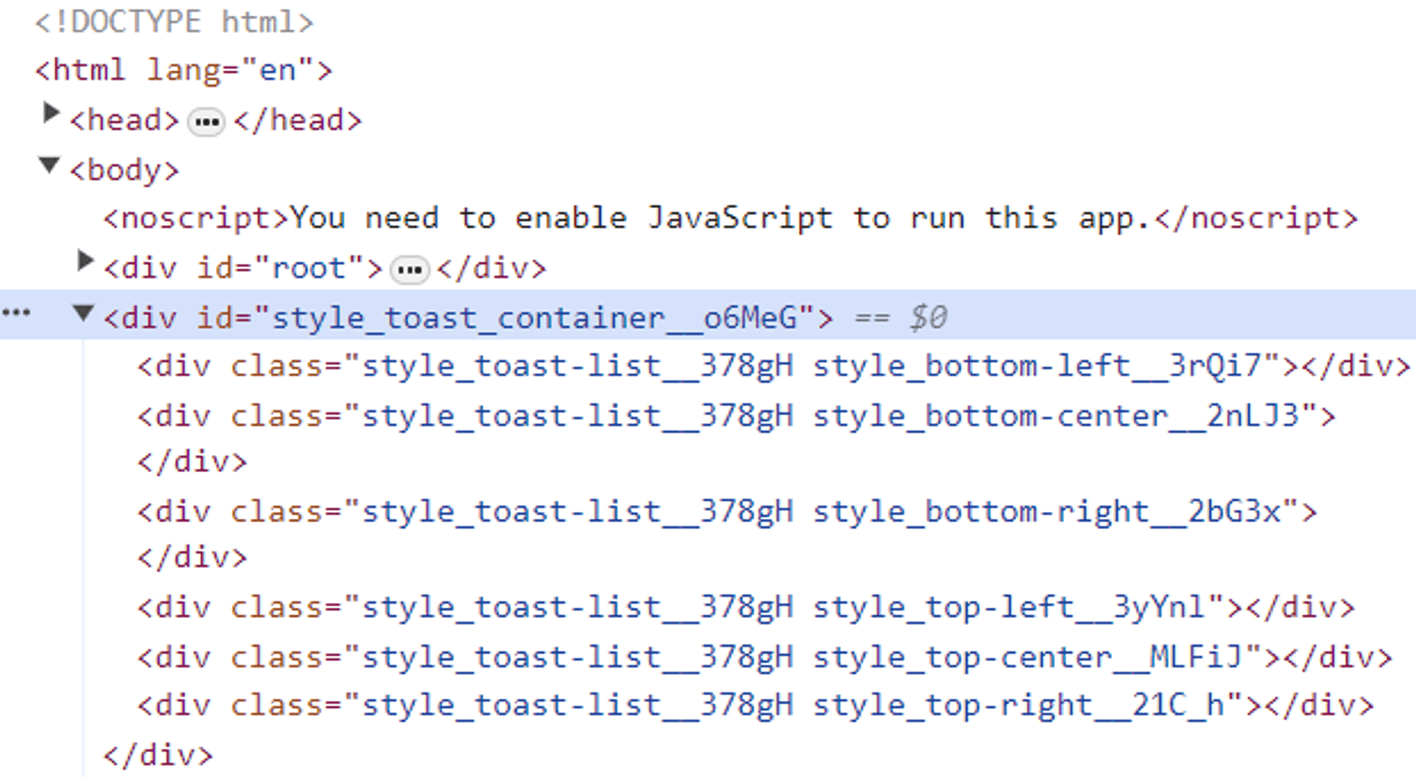 <!DOCTYPE html>
<html lang="en">
<head> ••• </head>
<body>
<noscript>You need to enable JavaScript to run this app.</noscript>
<div id="root"> ••• </div>
••• <div id="style_toast_container__o6MeG"> == $0
<div class="style_toast-list__378gH style_bottom-left__3rQi7"></div>
<div class="style_toast-list__378gH style_bottom-center__2nLJ3">
</div>
<div class="style_toast-list__378gH style_bottom-right__2bG3x">
</div>
<div class="style_toast-list__378gH style_top-left__3yYnl"></div>
<div class="style_toast-list__378gH style_top-center__MLFiJ"></div>
<div class="style_toast-list__378gH style_top-right__21C_h"></div>
</div>